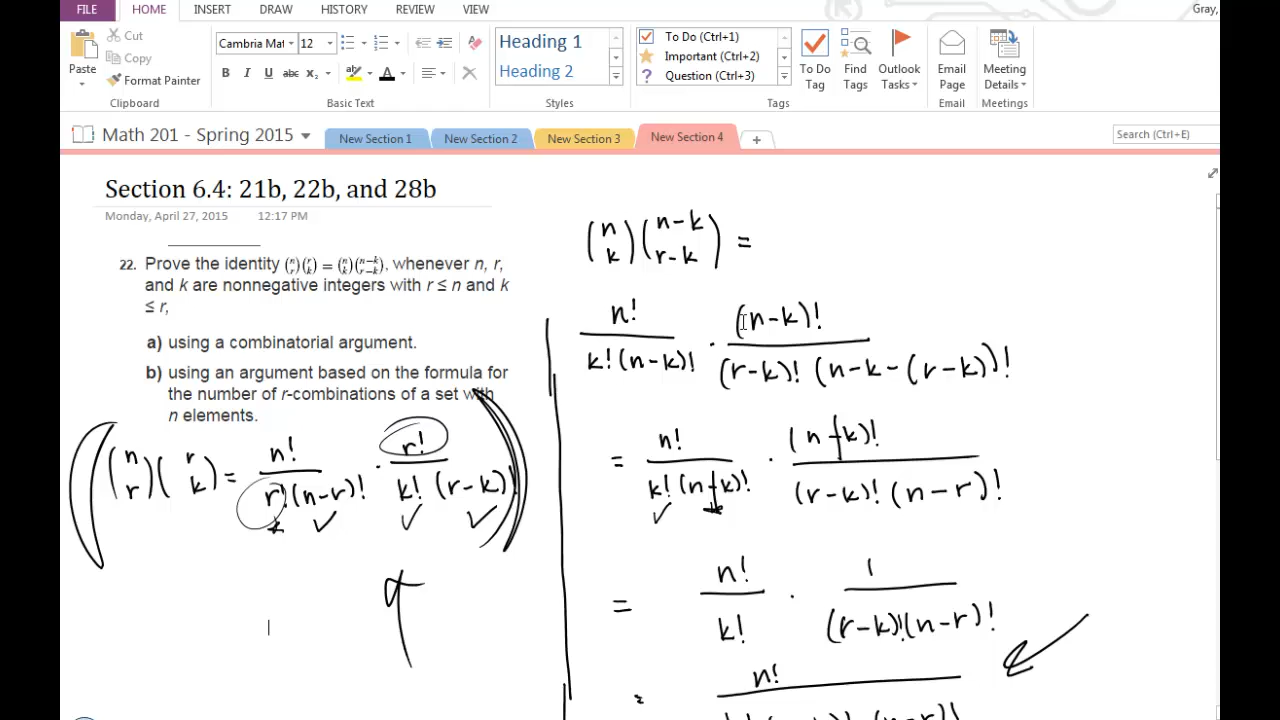 FILE HOME INSERT DRAW HISTORY REVIEW VIEW Gray,
Cut
Copy
Paste
Format Painter
Clipboard
Cambria Mat 12
B I U abc x₂ A
Basic Text
Heading 1
Heading 2
Styles
To Do (Ctrl+1)
Important (Ctrl+2)
? Question (Ctrl+3)
Tags
To Do Tag
Find Tags
Outlook Tasks
Email Page
Email
Meeting Details
Meetings
Math 201 - Spring 2015 New Section 1 New Section 2 New Section 3 New Section 4 + Search (Ctrl+E)
Section 6.4: 21b, 22b, and 28b
Monday, April 27, 2015 12:17 PM
22. Prove the identity (n r)(r k) = (n k)(n−k r−k), whenever n, r,
and k are nonnegative integers with r ≤ n and k
≤ r,
a) using a combinatorial argument.
b) using an argument based on the formula for
the number of r-combinations of a set with
n elements.
(n r)(r k) = n!/(r!(n-r)!) · r!/(k!(r-k)!)
(n k)(n-k r-k) =
n!/(k!(n-k)!) · (n-k)!/((r-k)!(n-k-(r-k))!)
= n!/(k!(n-k)!) · (n-k)!/((r-k)!(n-r)!)
= n!/k! · 1/((r-k)!(n-r)!)
n!